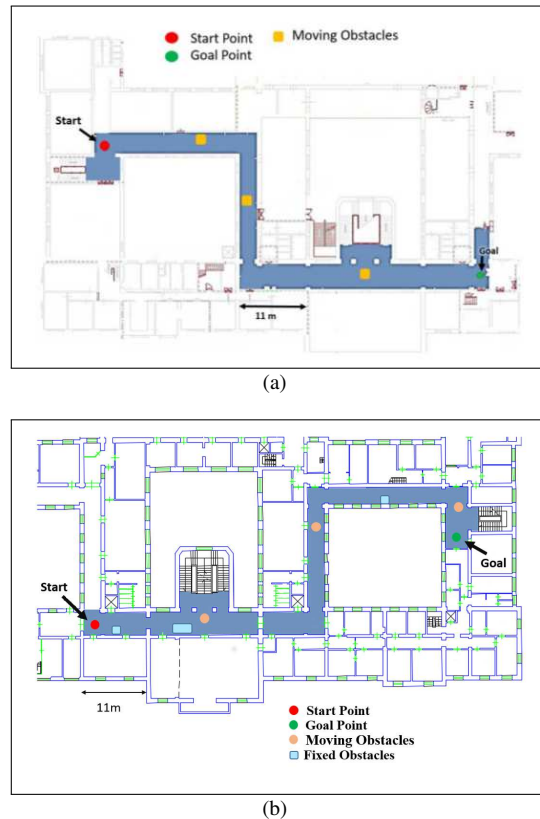 Start Point
Moving Obstacles
Goal Point
Start
Goal
11 m
(a)
Start
Goal
11m
Start Point
Goal Point
Moving Obstacles
Fixed Obstacles
(b)